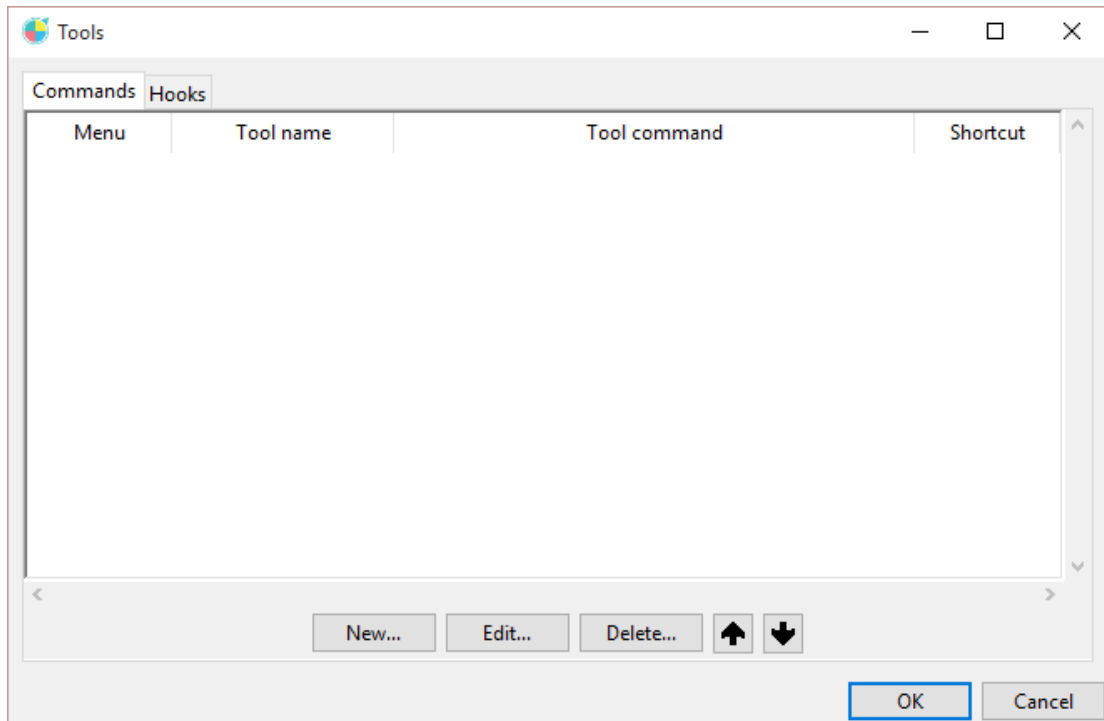 Tools
Commands Hooks
Menu Tool name Tool command Shortcut
New... Edit... Delete...
OK Cancel